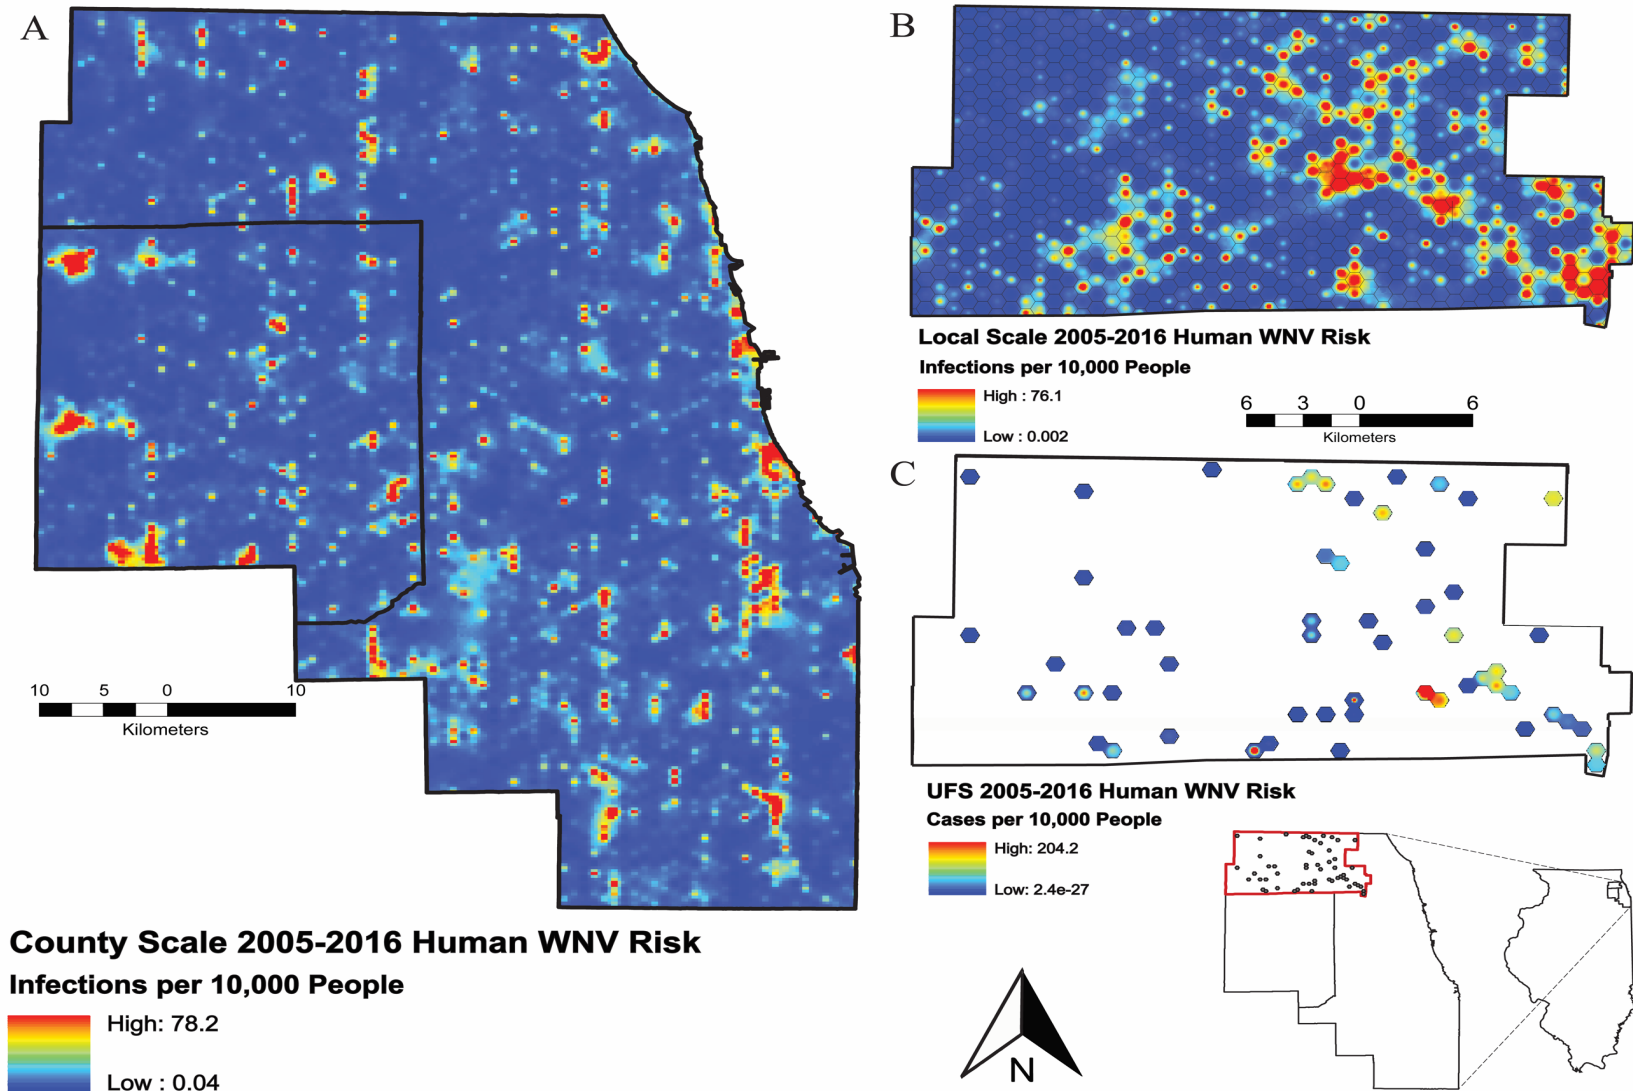 A
10 5 0 10
Kilometers
County Scale 2005-2016 Human WNV Risk
Infections per 10,000 People
High: 78.2
Low : 0.04
B
Local Scale 2005-2016 Human WNV Risk
Infections per 10,000 People
High : 76.1
Low : 0.002
6 3 0 6
Kilometers
C
UFS 2005-2016 Human WNV Risk
Cases per 10,000 People
High: 204.2
Low: 2.4e-27
N